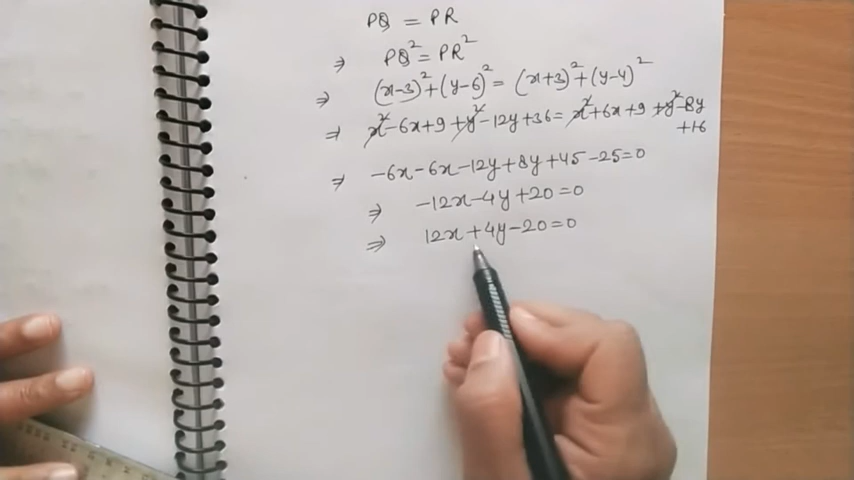 PQ = PR
⇒ PQ² = PR²
⇒ (x-3)² + (y-6)² = (x+3)² + (y-4)²
⇒ x² - 6x + 9 + y² - 12y + 36 = x² + 6x + 9 + y² - 8y
+16
⇒ -6x - 6x - 12y + 8y + 45 - 25 = 0
⇒ -12x - 4y + 20 = 0
⇒ 12x + 4y - 20 = 0